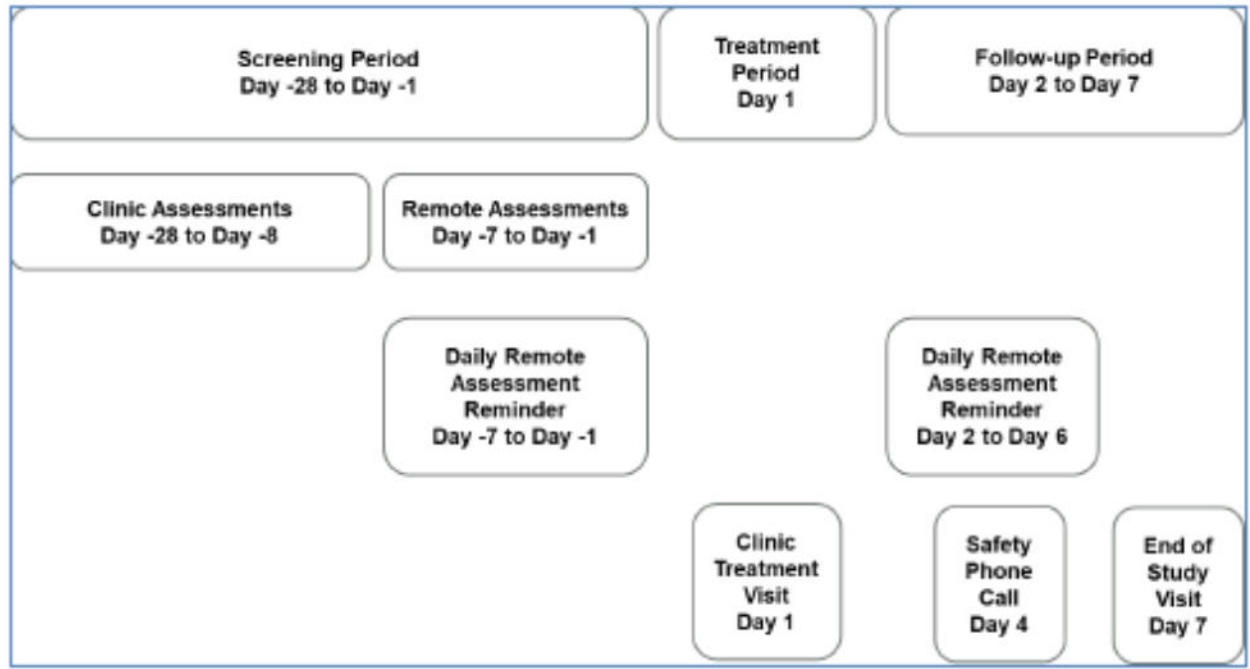 Screening Period
Day -28 to Day -1
Treatment
Period
Day 1
Follow-up Period
Day 2 to Day 7
Clinic Assessments
Day -28 to Day -8
Remote Assessments
Day -7 to Day -1
Daily Remote
Assessment
Reminder
Day -7 to Day -1
Daily Remote
Assessment
Reminder
Day 2 to Day 6
Clinic
Treatment
Visit
Day 1
Safety
Phone
Call
Day 4
End of
Study
Visit
Day 7